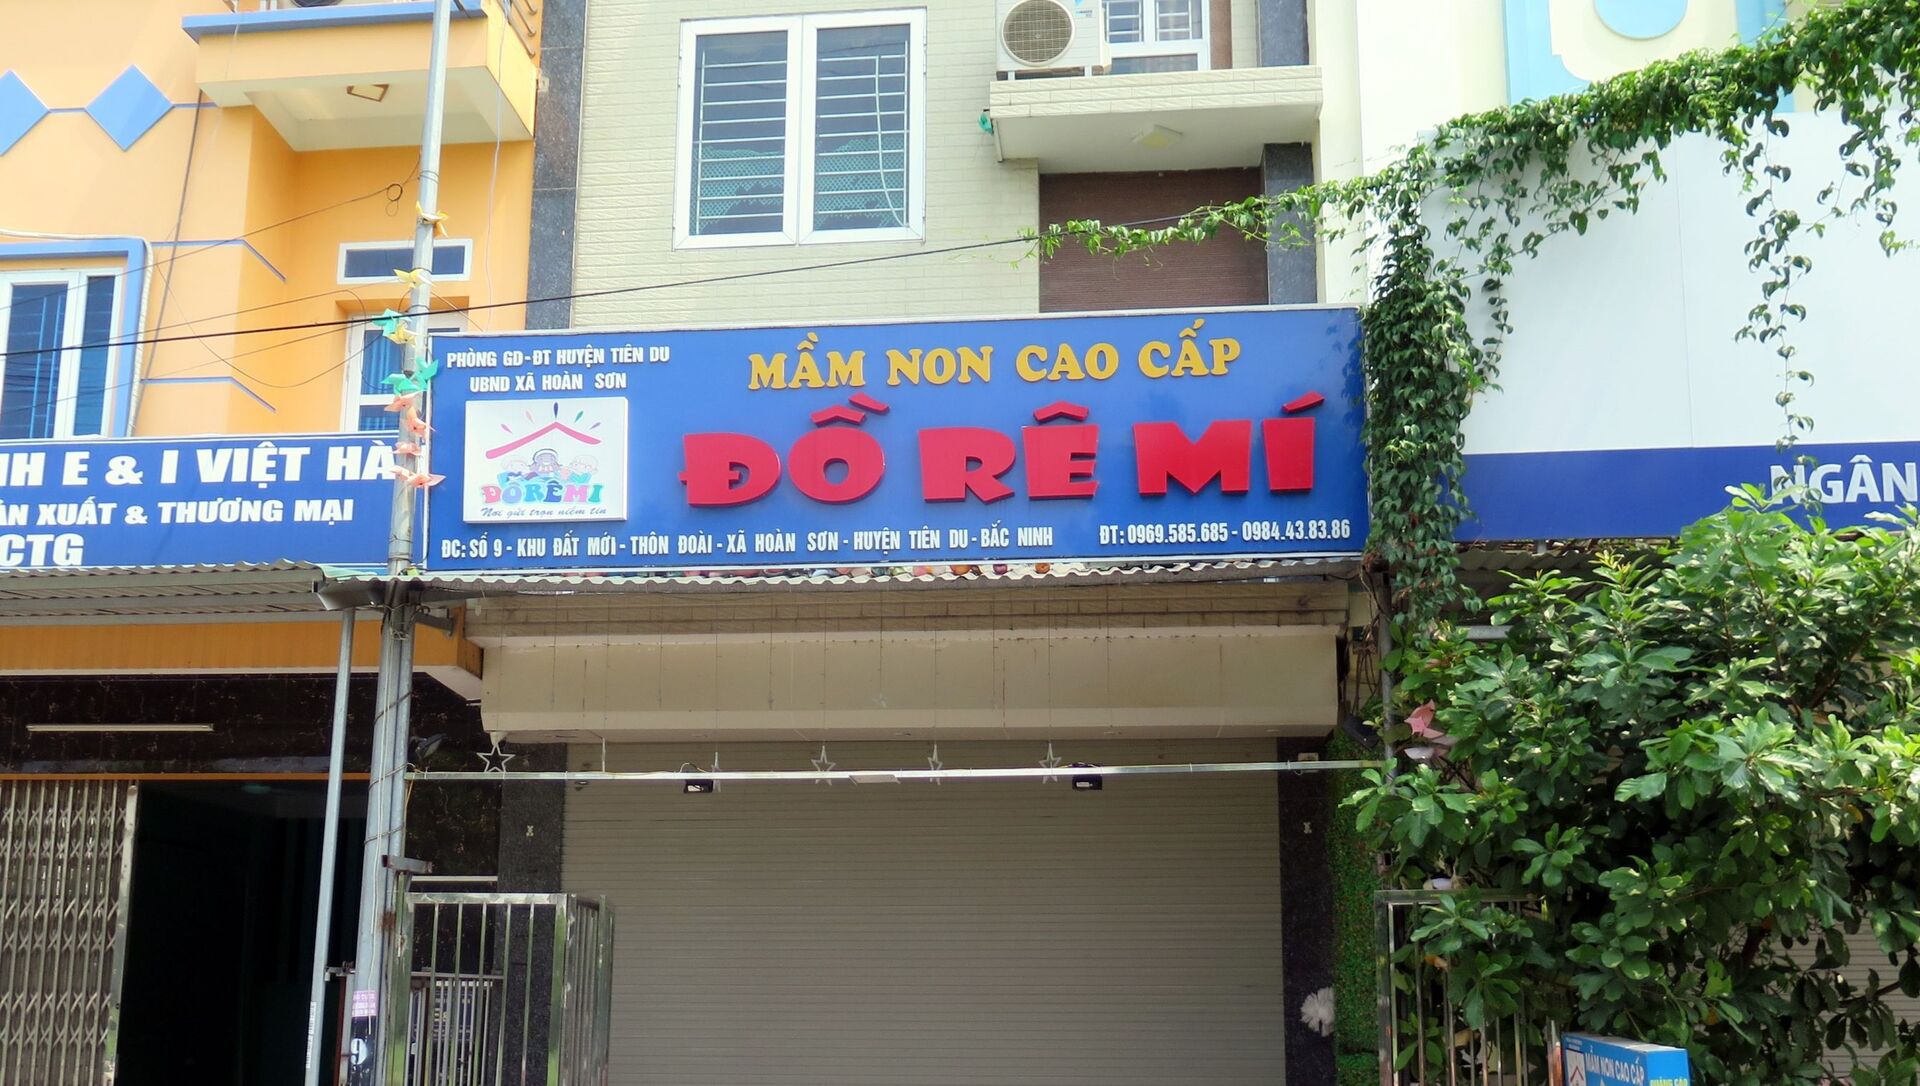 PHÒNG GD-ĐT HUYỆN TIÊN DU
UBND XÃ HOÀN SƠN
MẦM NON CAO CẤP
ĐỒ RÊ MÍ
ĐÔRÊMI
Nơi gửi trọn niềm tin
ĐC: SỐ 9 - KHU ĐẤT MỚI - THÔN ĐOÀI - XÃ HOÀN SƠN - HUYỆN TIÊN DU - BẮC NINH
ĐT: 0969.585.685 - 0984.43.83.86
NH E & I VIỆT HÀ
ẢN XUẤT & THƯƠNG MẠI
CTG
NGÂN
9
MẦM NON CAO CẤP